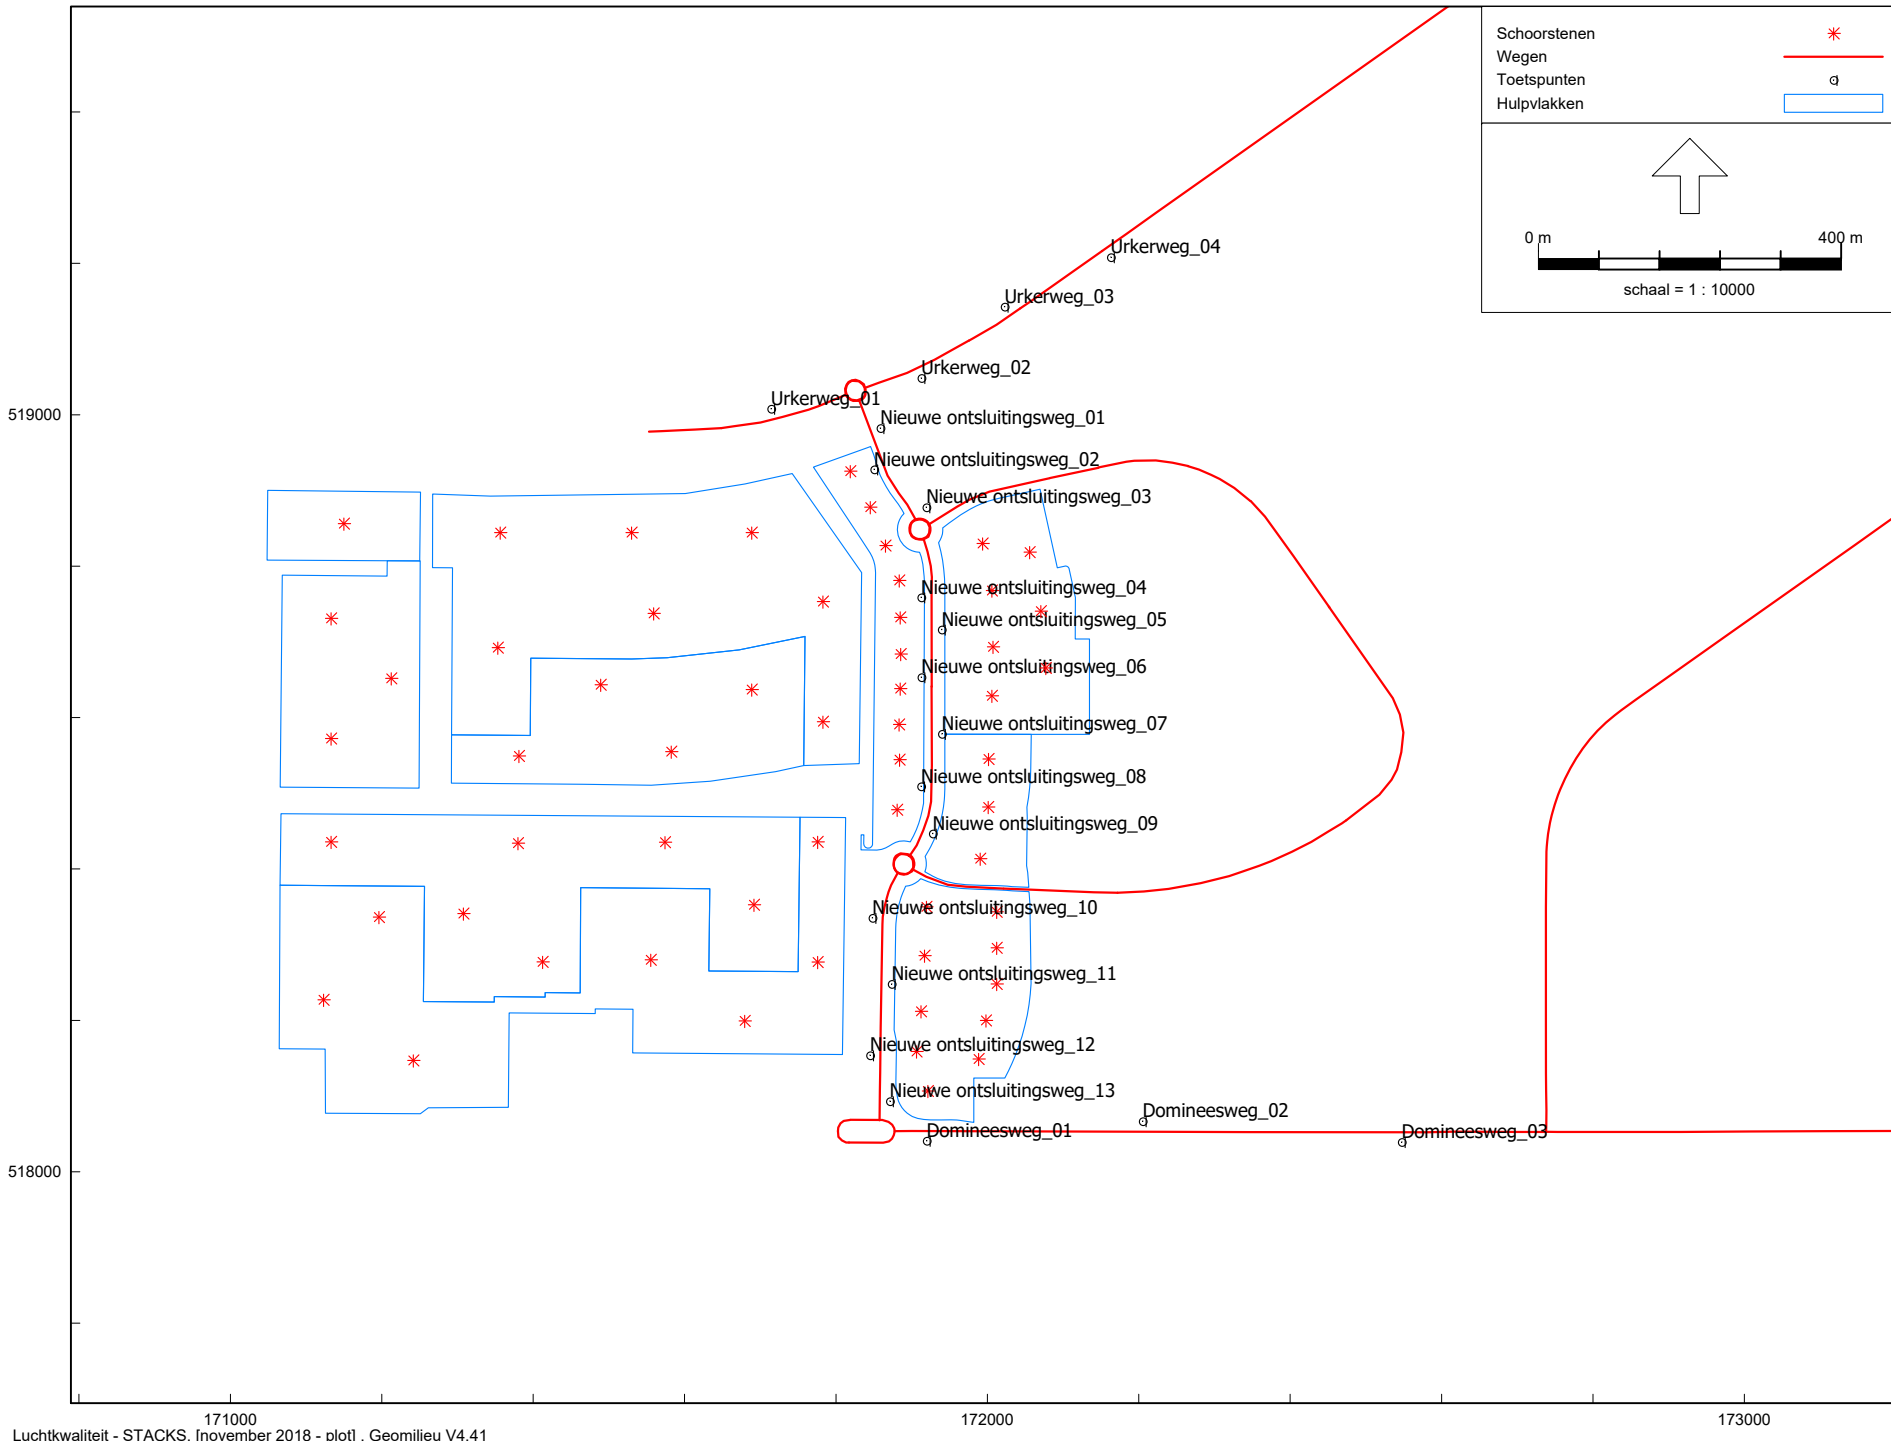 Schoorstenen
Wegen
Toetspunten
Hulpvlakken
0 m 400 m
schaal = 1 : 10000
Urkerweg_04
Urkerweg_03
Urkerweg_02
Urkerweg_01
519000
Nieuwe ontsluitingsweg_01
Nieuwe ontsluitingsweg_02
Nieuwe ontsluitingsweg_03
Nieuwe ontsluitingsweg_04
Nieuwe ontsluitingsweg_05
Nieuwe ontsluitingsweg_06
Nieuwe ontsluitingsweg_07
Nieuwe ontsluitingsweg_08
Nieuwe ontsluitingsweg_09
Nieuwe ontsluitingsweg_10
Nieuwe ontsluitingsweg_11
Nieuwe ontsluitingsweg_12
Nieuwe ontsluitingsweg_13
Domineesweg_02
Domineesweg_01
Domineesweg_03
518000
171000 172000 173000
Luchtkwaliteit - STACKS, [november 2018 - plot] , Geomilieu V4.41